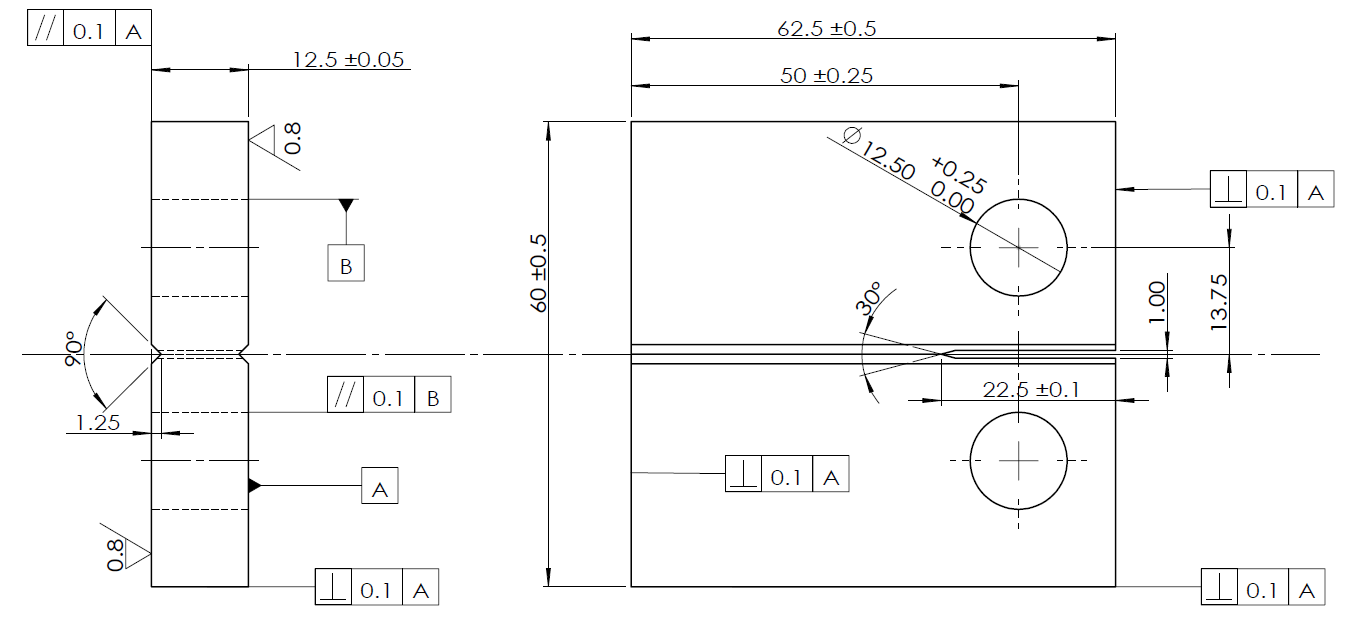 // 0.1 A
12.5 ±0.05
0.8
B
90°
1.25
// 0.1 B
A
0.8
⊥ 0.1 A
62.5 ±0.5
50 ±0.25
Ø12.50 +0.25
0.00
⊥ 0.1 A
60 ±0.5
30°
1.00
13.75
22.5 ±0.1
⊥ 0.1 A
⊥ 0.1 A